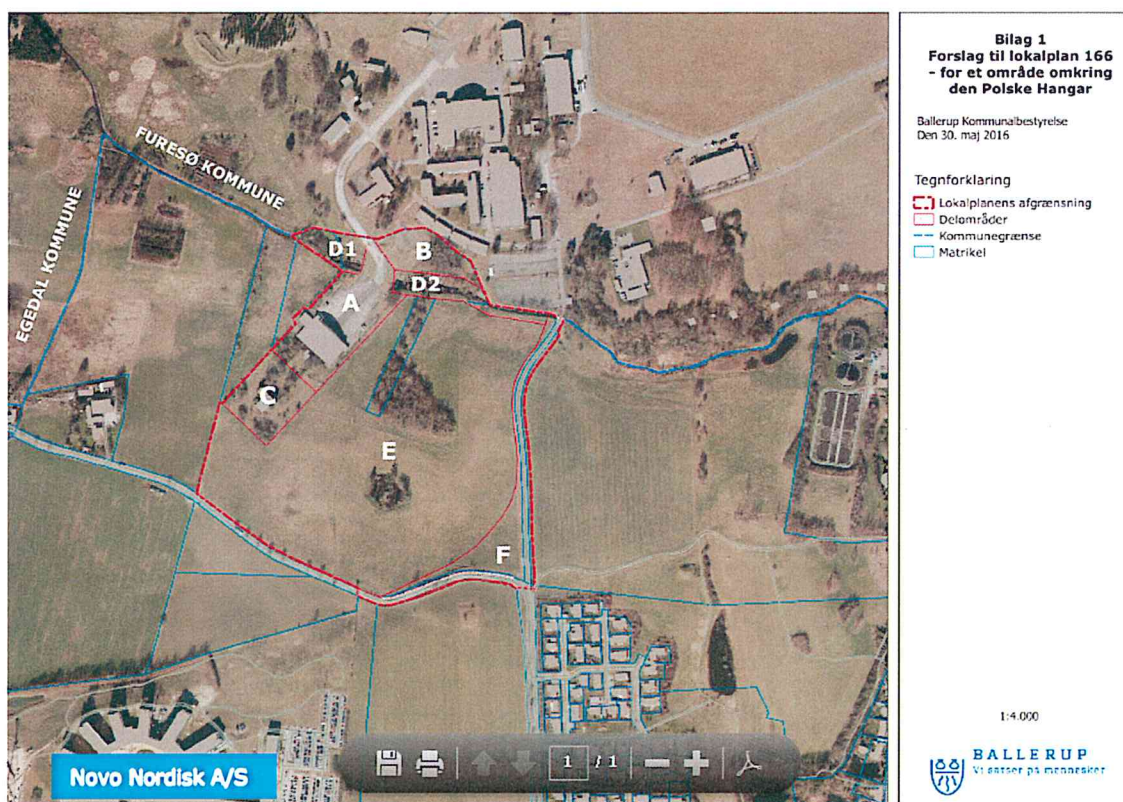 Bilag 1
Forslag til lokalplan 166
- for et område omkring
den Polske Hangar
Ballerup Kommunalbestyrelse
Den 30. maj 2016
Tegnforklaring
Lokalplanens afgrænsning
Delområder
Kommunegrænse
Matrikel
FURESØ KOMMUNE
EGEDAL KOMMUNE
D1
B
D2
A
C
E
F
1:4.000
BALLERUP
Vi satser på mennesker
Novo Nordisk A/S
1 / 1